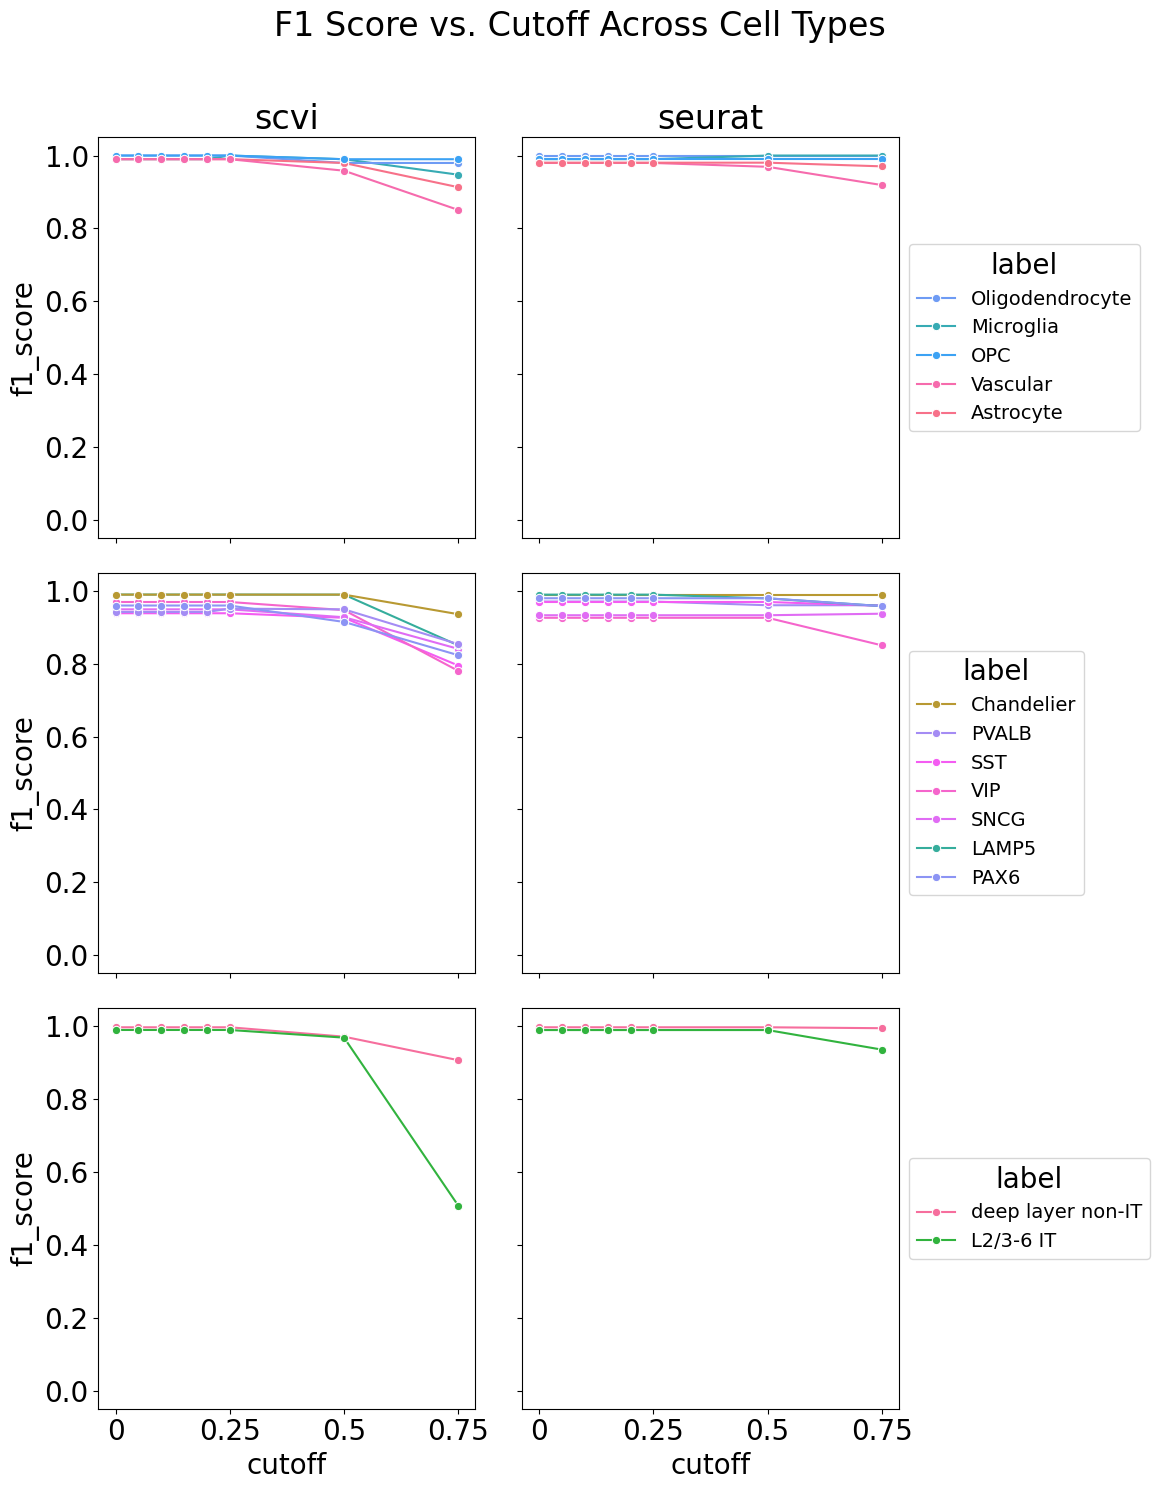 F1 Score vs. Cutoff Across Cell Types
scvi
seurat
1.0
0.8
0.6
0.4
0.2
0.0
f1_score
label
Oligodendrocyte
Microglia
OPC
Vascular
Astrocyte
1.0
0.8
0.6
0.4
0.2
0.0
f1_score
label
Chandelier
PVALB
SST
VIP
SNCG
LAMP5
PAX6
1.0
0.8
0.6
0.4
0.2
0.0
f1_score
label
deep layer non-IT
L2/3-6 IT
0 0.25 0.5 0.75
cutoff
0 0.25 0.5 0.75
cutoff